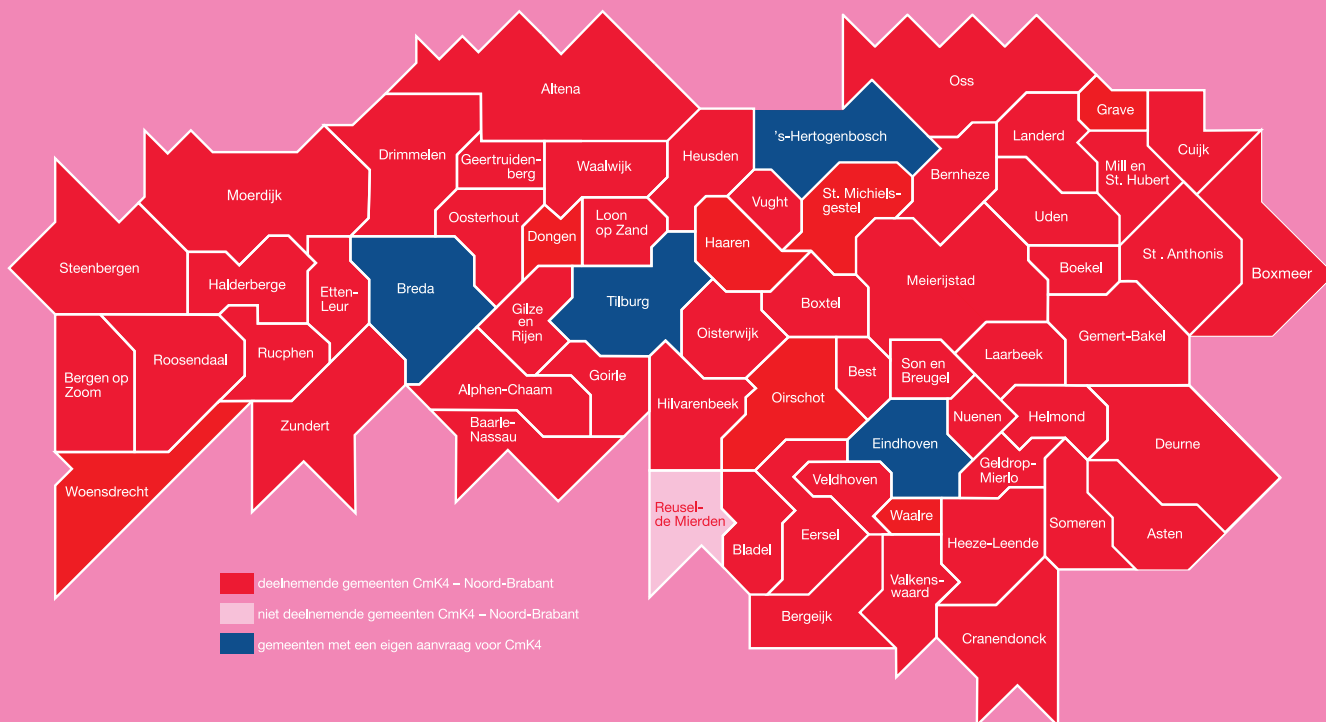 Altena
Oss
Grave
's-Hertogenbosch
Landerd
Cuijk
Drimmelen
Geertruiden-
berg
Waalwijk
Heusden
Mill en
St. Hubert
Bernheze
Moerdijk
St. Michiels-
gestel
Vught
Oosterhout
Loon
op Zand
Uden
Dongen
Haaren
St . Anthonis
Steenbergen
Boekel
Boxmeer
Halderberge
Etten-
Leur
Breda
Meierijstad
Tilburg
Boxtel
Gilze
en
Rijen
Oisterwijk
Gemert-Bakel
Roosendaal
Rucphen
Laarbeek
Son en
Breugel
Best
Bergen op
Zoom
Goirle
Alphen-Chaam
Oirschot
Hilvarenbeek
Nuenen
Helmond
Zundert
Baarle-
Nassau
Eindhoven
Deurne
Geldrop-
Mierlo
Veldhoven
Woensdrecht
Reusel-
de Mierden
Waalre
Someren
Eersel
Asten
Heeze-Leende
Bladel
Valkens-
waard
Bergeijk
Cranendonck
deelnemende gemeenten CmK4 – Noord-Brabant
niet deelnemende gemeenten CmK4 – Noord-Brabant
gemeenten met een eigen aanvraag voor CmK4